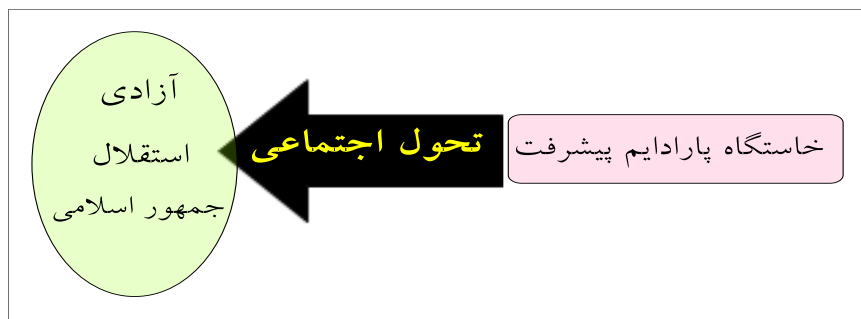 خاستگاه پارادایم پیشرفت
تحول اجتماعی
آزادی
استقلال
جمهور اسلامی